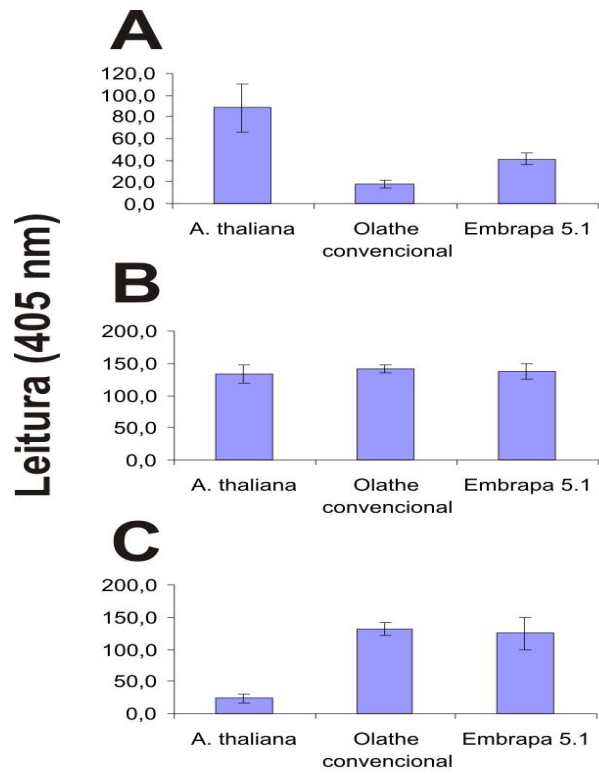 Leitura (405 nm)
A
120,0
100,0
80,0
60,0
40,0
20,0
0,0
A. thaliana
Olathe
convencional
Embrapa 5.1
B
200,0
150,0
100,0
50,0
0,0
A. thaliana
Olathe
convencional
Embrapa 5.1
C
200,0
150,0
100,0
50,0
0,0
A. thaliana
Olathe
convencional
Embrapa 5.1